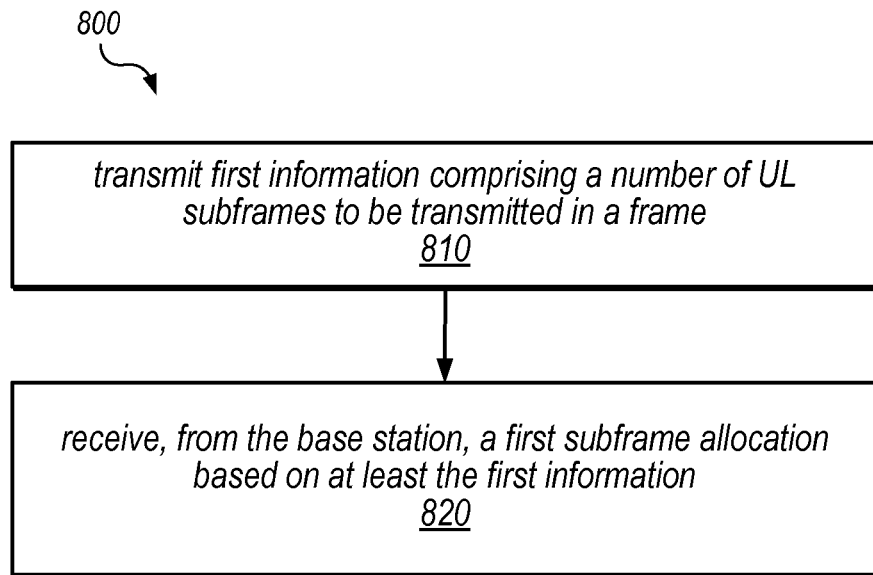 800
transmit first information comprising a number of UL
subframes to be transmitted in a frame
810
receive, from the base station, a first subframe allocation
based on at least the first information
820